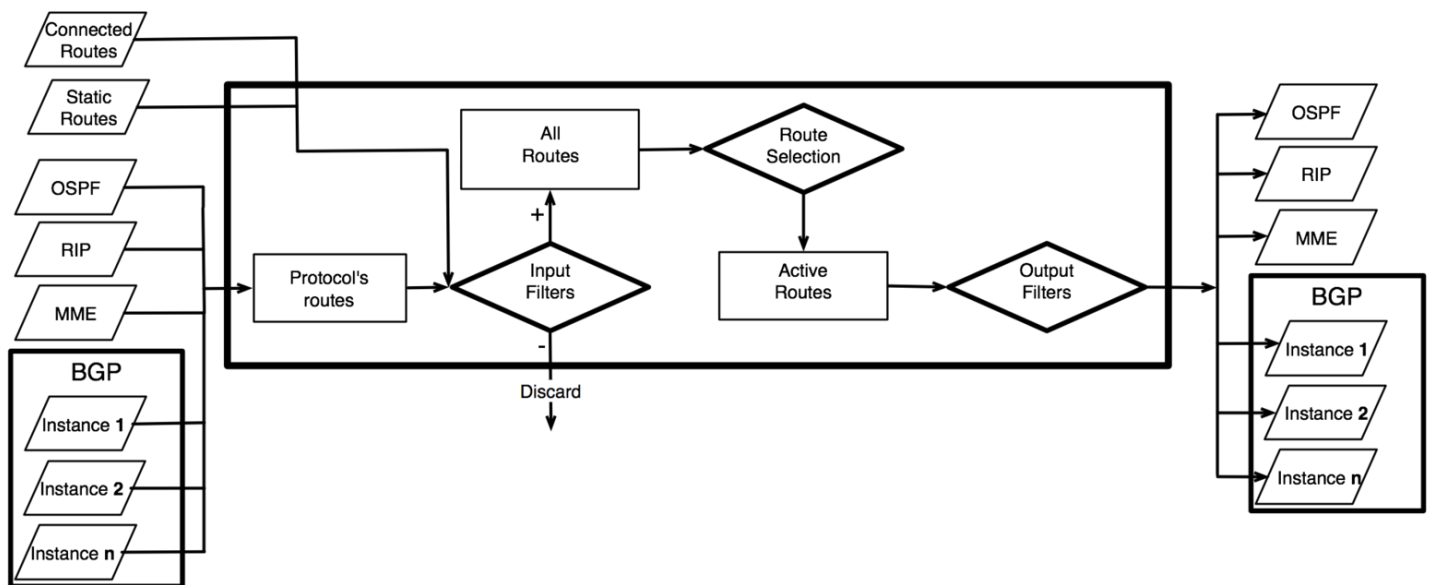 Connected
Routes
Static
Routes
OSPF
RIP
MME
BGP
Instance 1
Instance 2
Instance n
Protocol's
routes
All
Routes
+
Input
Filters
-
Discard
Route
Selection
Active
Routes
Output
Filters
OSPF
RIP
MME
BGP
Instance 1
Instance 2
Instance n